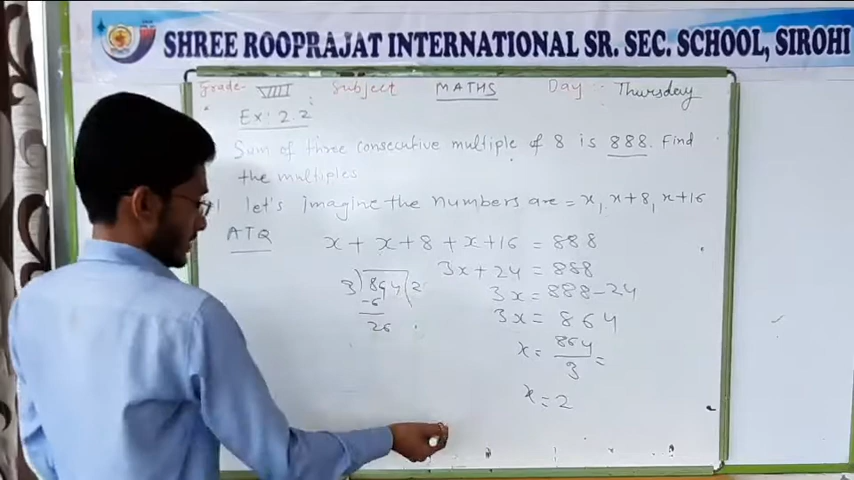 SHREE ROOPRAJAT INTERNATIONAL SR. SEC. SCHOOL SIROHI
Grade- VIII Subject MATHS Day: Thursday
Ex: 2.2
Sum of three consecutive multiple of 8 is 888. Find
the multiples
let's imagine the Numbers are = x, x+8, x+16
ATQ x + x+8 + x+16 = 888
3x + 24 = 888
3)864(2
3x = 888-24
-6
3x = 864
26
x = 864/3 =
x = 2